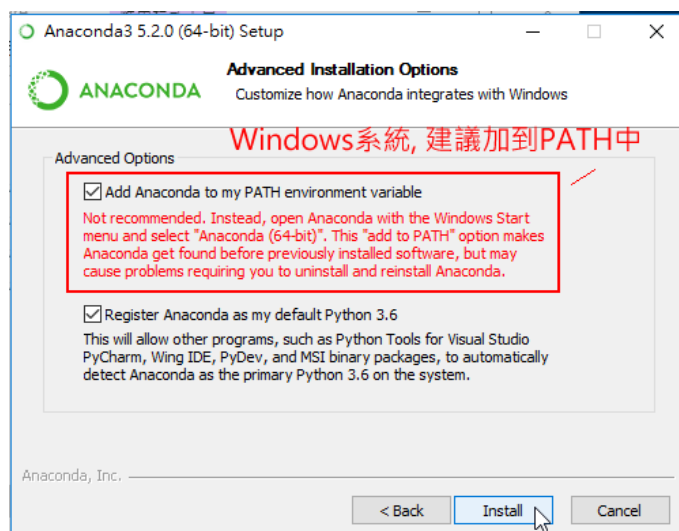 Anaconda3 5.2.0 (64-bit) Setup
ANACONDA
Advanced Installation Options
Customize how Anaconda integrates with Windows
Windows系統, 建議加到PATH中
Advanced Options
Add Anaconda to my PATH environment variable
Not recommended. Instead, open Anaconda with the Windows Start
menu and select "Anaconda (64-bit)". This "add to PATH" option makes
Anaconda get found before previously installed software, but may
cause problems requiring you to uninstall and reinstall Anaconda.
Register Anaconda as my default Python 3.6
This will allow other programs, such as Python Tools for Visual Studio
PyCharm, Wing IDE, PyDev, and MSI binary packages, to automatically
detect Anaconda as the primary Python 3.6 on the system.
Anaconda, Inc.
< Back
Install
Cancel